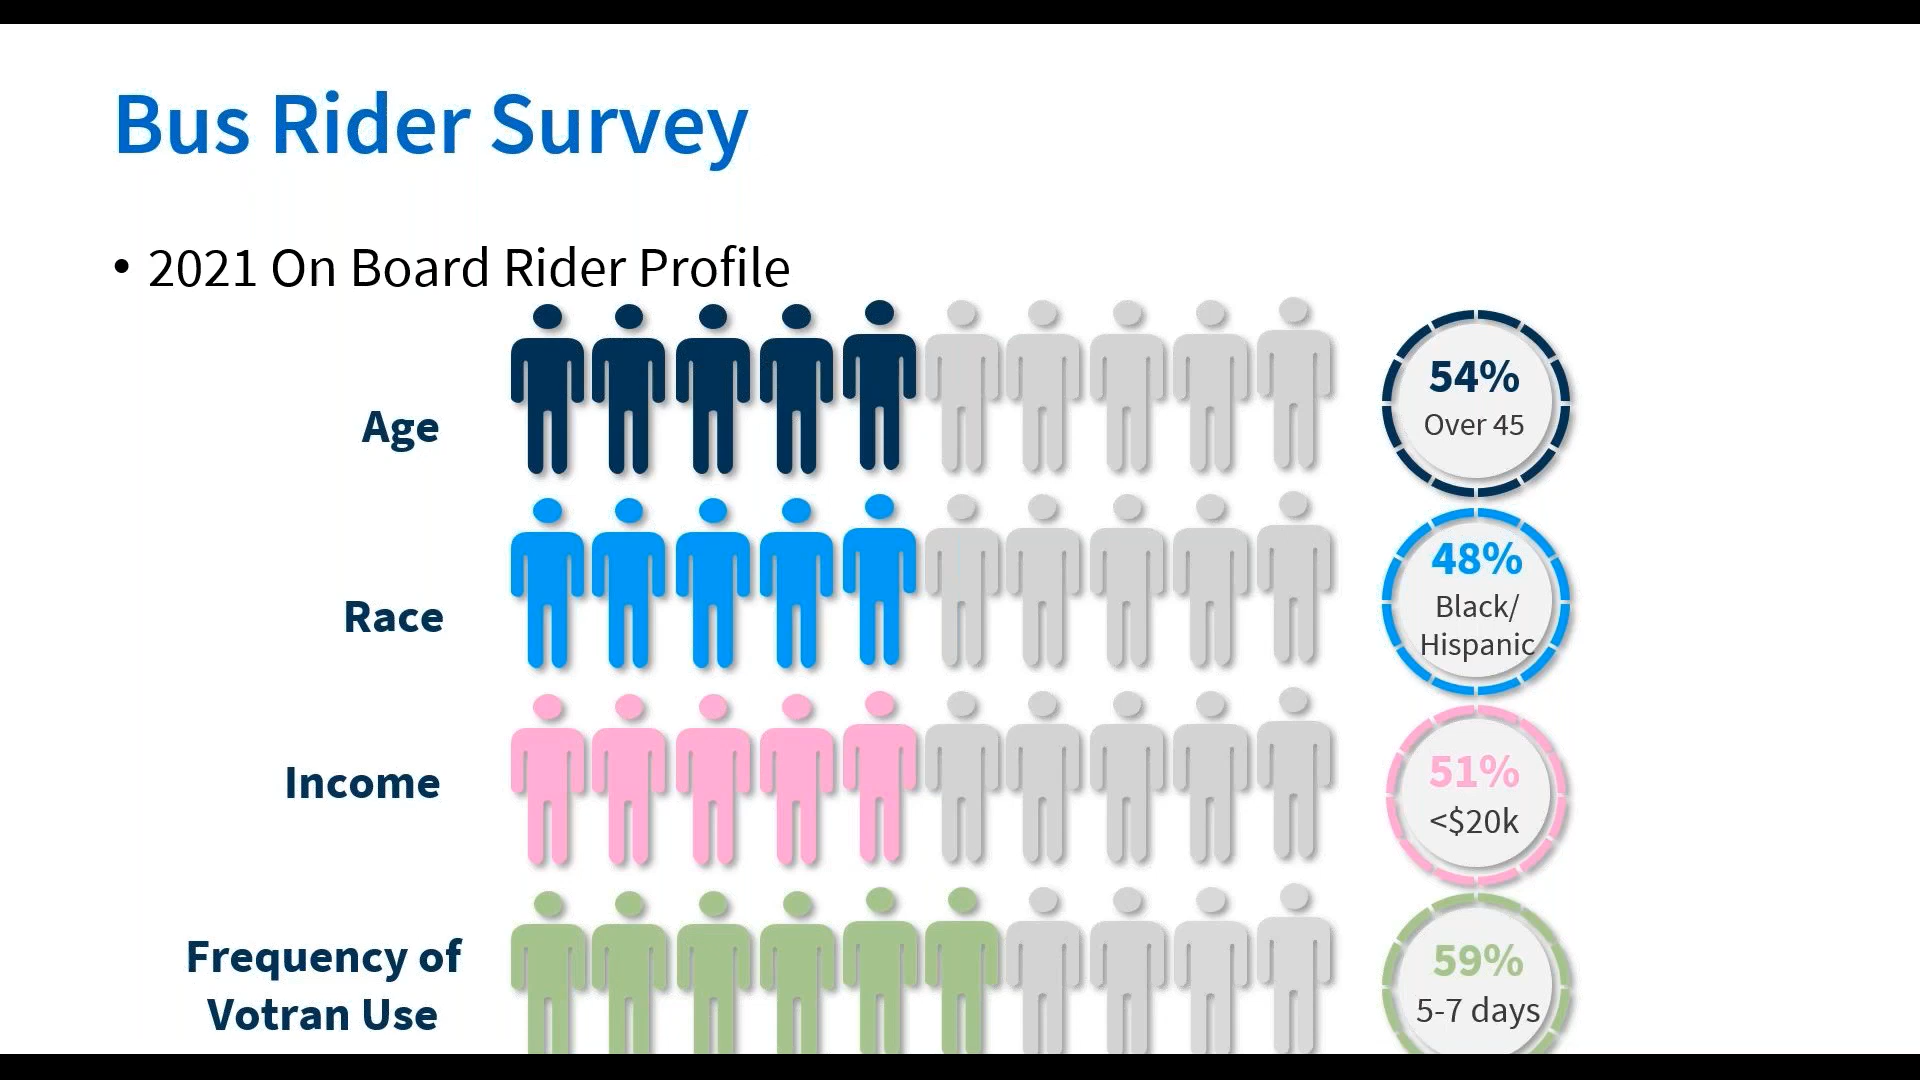 Bus Rider Survey
• 2021 On Board Rider Profile
Age
54%
Over 45
Race
48%
Black/
Hispanic
Income
51%
<$20k
Frequency of
Votran Use
59%
5-7 days